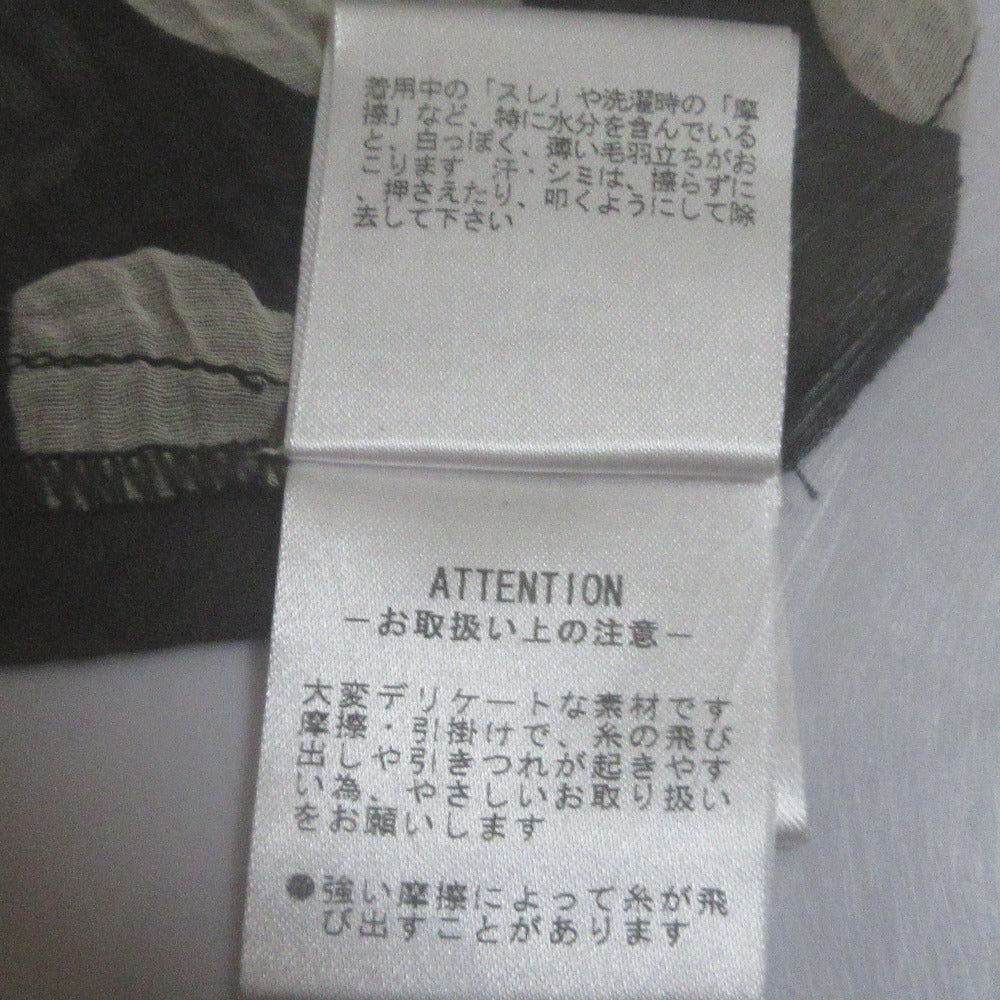 着用中の「スレ」や洗濯時の「摩
擦」など、特に水分を含んでいる
と、白っぽく、薄い毛羽立ちがお
こります 汗・シミは、擦らずに
、押さえたり、叩くようにして除
去して下さい
ATTENTION
－お取扱い上の注意－
大変デリケートな素材です
摩擦・引掛けで、糸の飛び
出しや引きつれが起きやす
い為、やさしいお取り扱い
をお願いします
●強い摩擦によって糸が飛
び出すことがあります